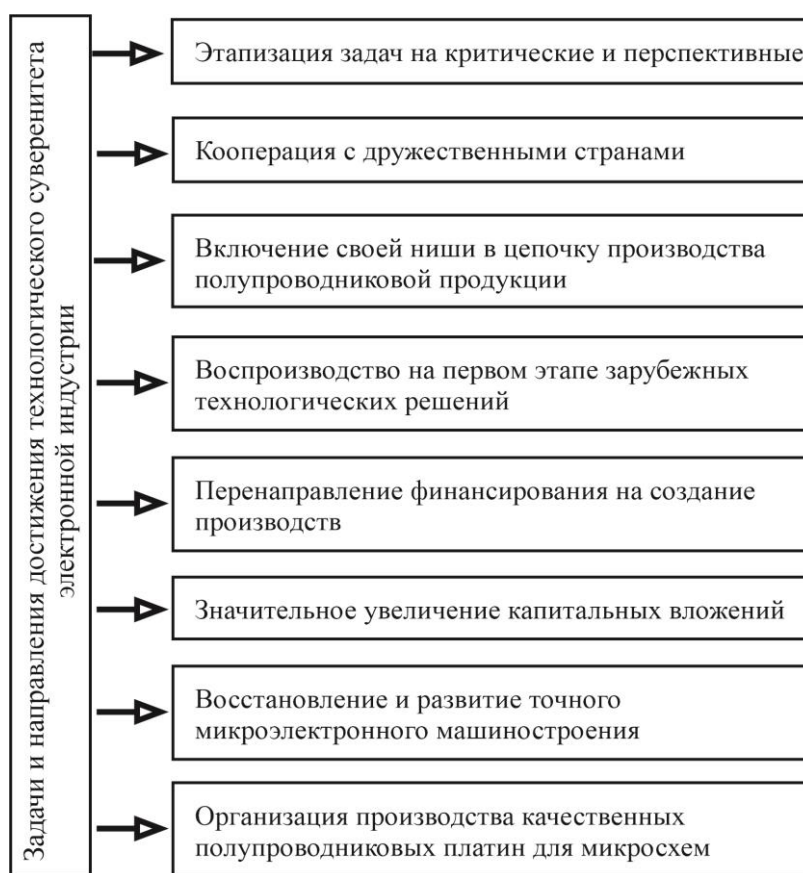 Задачи и направления достижения технологического суверенитета
электронной индустрии
Этапизация задач на критические и перспективные
Кооперация с дружественными странами
Включение своей ниши в цепочку производства
полупроводниковой продукции
Воспроизводство на первом этапе зарубежных
технологических решений
Перенаправление финансирования на создание
производств
Значительное увеличение капитальных вложений
Восстановление и развитие точного
микроэлектронного машиностроения
Организация производства качественных
полупроводниковых платин для микросхем